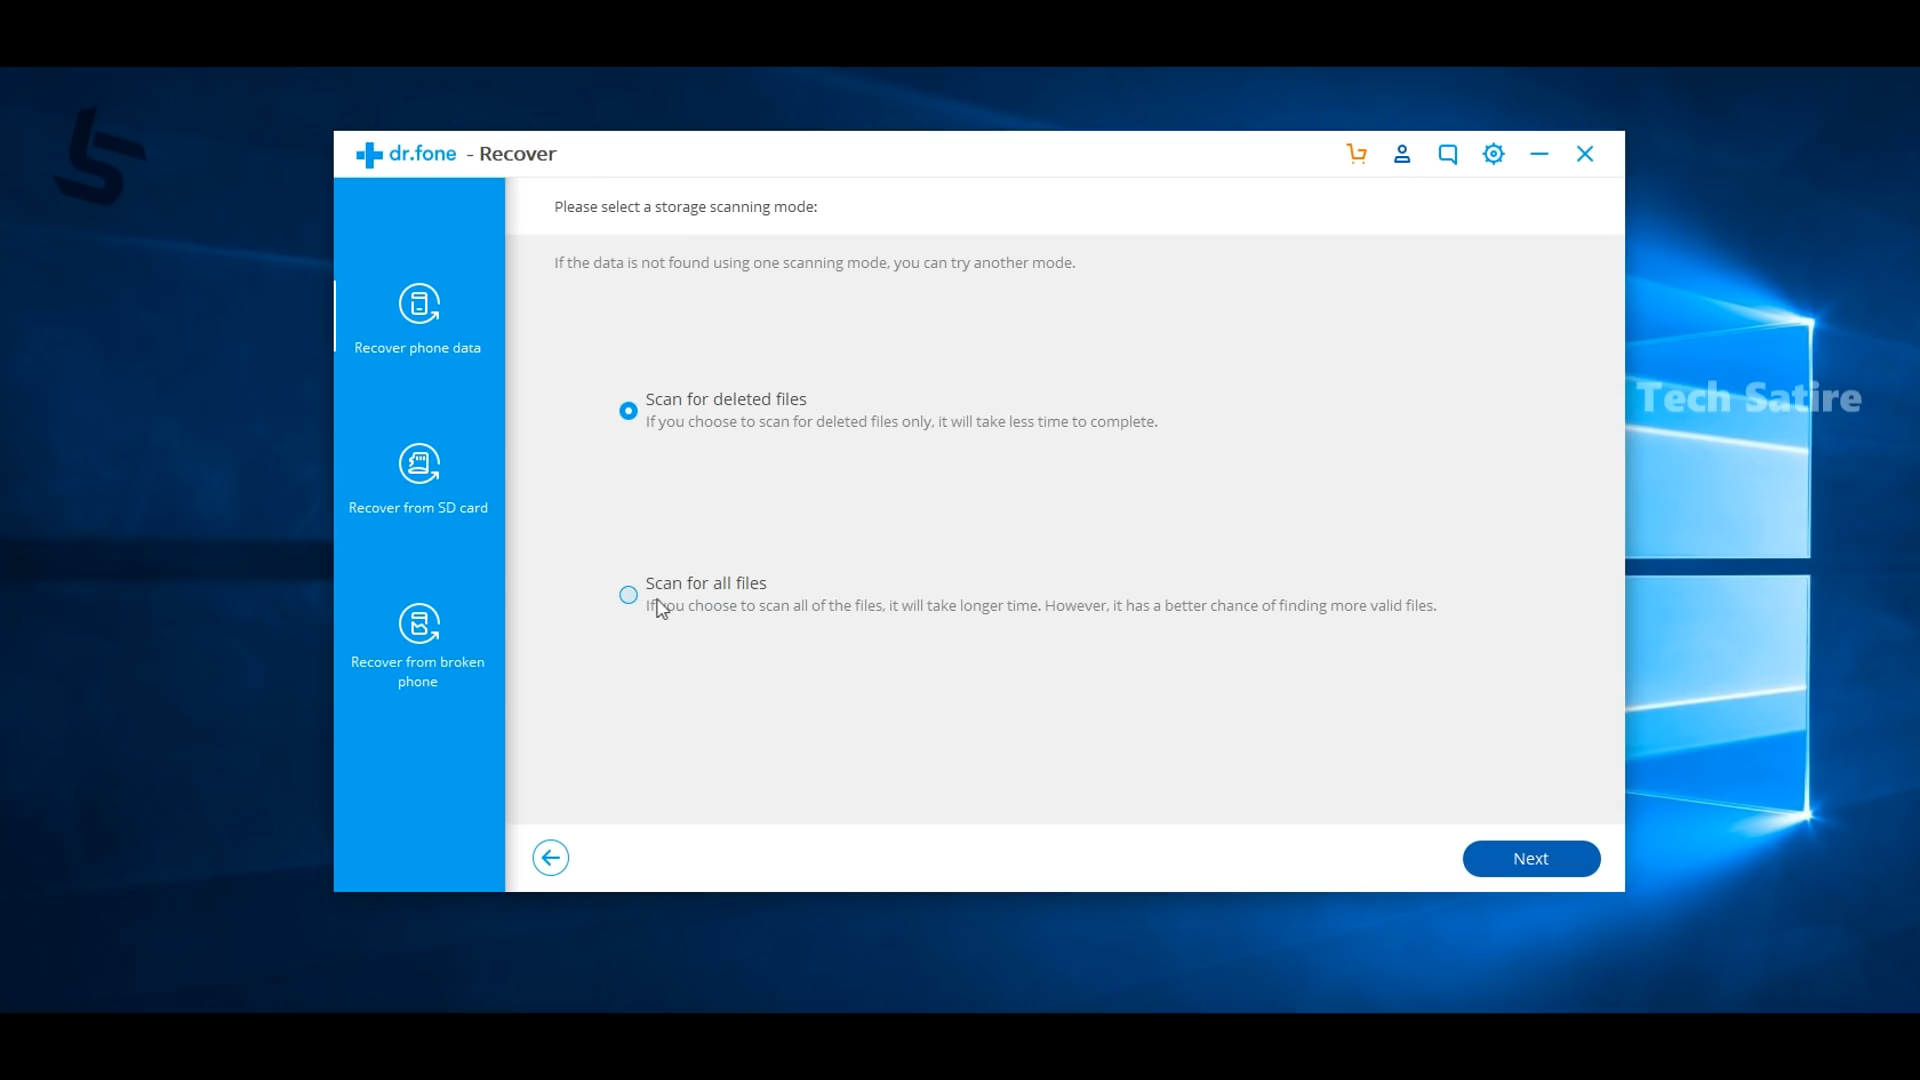 dr.fone - Recover
Please select a storage scanning mode:
If the data is not found using one scanning mode, you can try another mode.
Recover phone data
Scan for deleted files
If you choose to scan for deleted files only, it will take less time to complete.
Tech Satire
Recover from SD card
Scan for all files
If you choose to scan all of the files, it will take longer time. However, it has a better chance of finding more valid files.
Recover from broken
phone
Next